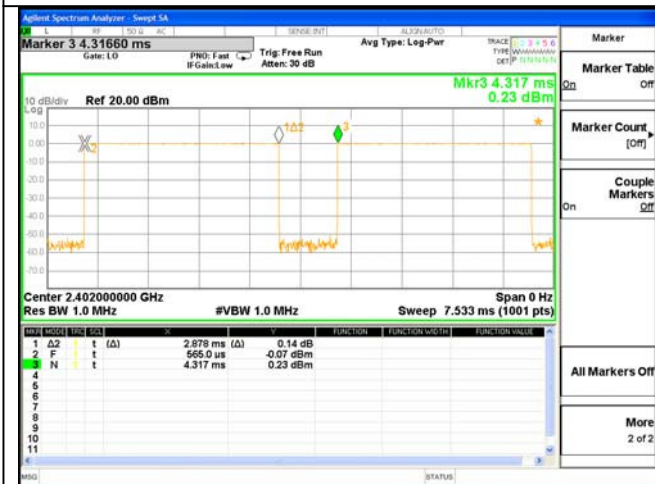 Agilent Spectrum Analyzer - Swept SA
L RF 50 Ω AC SENSE:INT ALIGNAUTO
Marker 3 4.31660 ms
Gate: LO
PNO: Fast
IFGain:Low
Trig: Free Run
Atten: 30 dB
Avg Type: Log-Pwr
TRACE 1 2 3 4 5 6
TYPE
DET P N N N N N
Mkr3 4.317 ms
0.23 dBm
10 dB/div Ref 20.00 dBm
Log
10.0
0.00
-10.0
-20.0
-30.0
-40.0
-50.0
-60.0
-70.0
X2
1Δ2
3
Center 2.402000000 GHz
Span 0 Hz
Res BW 1.0 MHz #VBW 1.0 MHz Sweep 7.533 ms (1001 pts)
MKR MODE TRC SCL X Y FUNCTION FUNCTION WIDTH FUNCTION VALUE
1 Δ2 1 t (Δ) 2.878 ms (Δ) 0.14 dB
2 F 1 t 565.0 us -0.07 dBm
3 N 1 t 4.317 ms 0.23 dBm
4
5
6
7
8
9
10
11
MSG STATUS
Marker
Marker Table
On Off
Marker Count
[Off]
Couple
Markers
On Off
All Markers Off
More
2 of 2